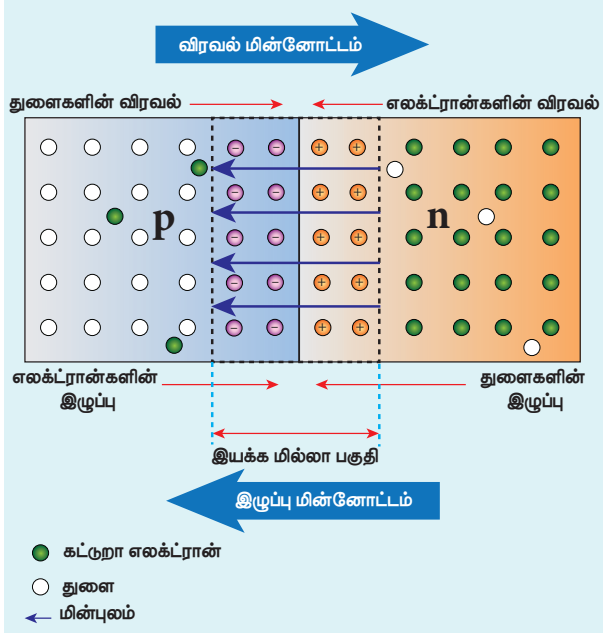 விரவல் மின்னோட்டம்
துளைகளின் விரவல்
எலக்ட்ரான்களின் விரவல்
p
n
எலக்ட்ரான்களின்
இழுப்பு
துளைகளின்
இழுப்பு
இயக்க மில்லா பகுதி
இழுப்பு மின்னோட்டம்
கட்டுறா எலக்ட்ரான்
துளை
மின்புலம்